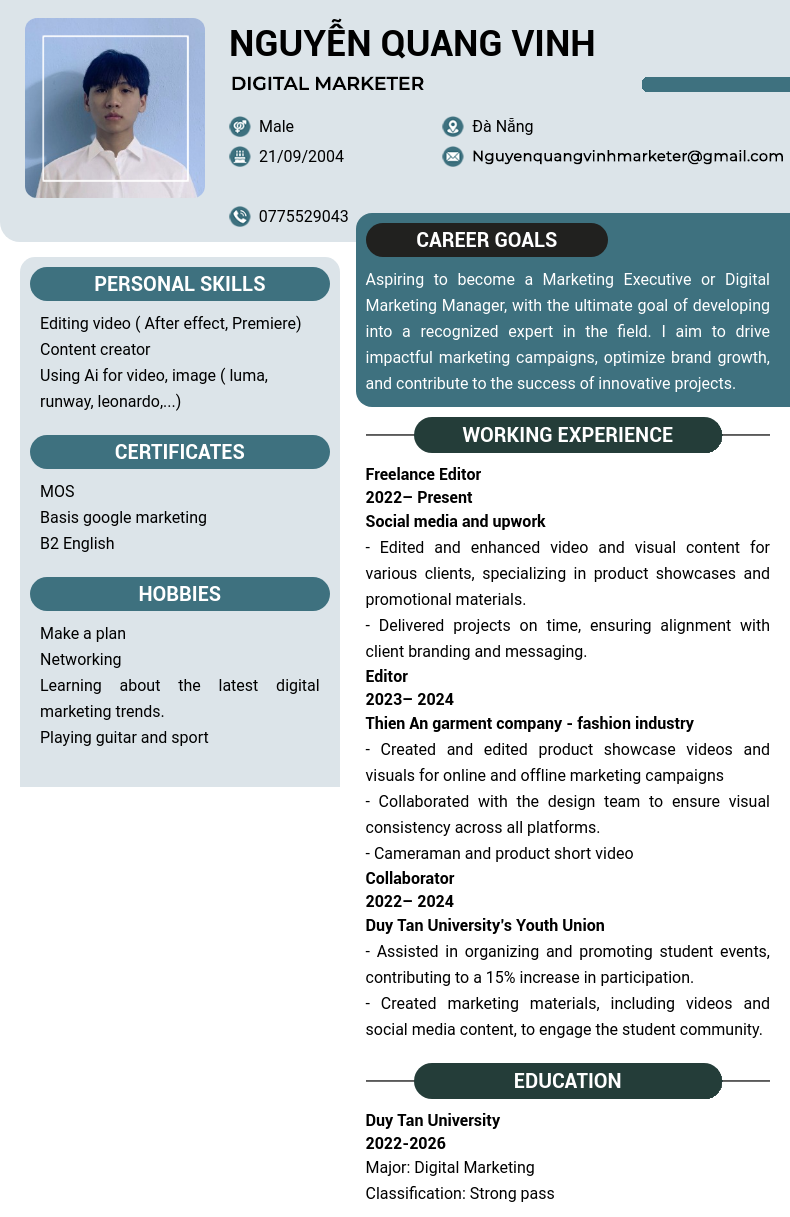 NGUYỄN QUANG VINH
DIGITAL MARKETER
Male
Đà Nẵng
21/09/2004
Nguyenquangvinhmarketer@gmail.com
0775529043
PERSONAL SKILLS
Editing video ( After effect, Premiere)
Content creator
Using Ai for video, image ( luma,
runway, leonardo,...)
CERTIFICATES
MOS
Basis google marketing
B2 English
HOBBIES
Make a plan
Networking
Learning about the latest digital
marketing trends.
Playing guitar and sport
CAREER GOALS
Aspiring to become a Marketing Executive or Digital
Marketing Manager, with the ultimate goal of developing
into a recognized expert in the field. I aim to drive
impactful marketing campaigns, optimize brand growth,
and contribute to the success of innovative projects.
WORKING EXPERIENCE
Freelance Editor
2022– Present
Social media and upwork
- Edited and enhanced video and visual content for
various clients, specializing in product showcases and
promotional materials.
- Delivered projects on time, ensuring alignment with
client branding and messaging.
Editor
2023– 2024
Thien An garment company - fashion industry
- Created and edited product showcase videos and
visuals for online and offline marketing campaigns
- Collaborated with the design team to ensure visual
consistency across all platforms.
- Cameraman and product short video
Collaborator
2022– 2024
Duy Tan University's Youth Union
- Assisted in organizing and promoting student events,
contributing to a 15% increase in participation.
- Created marketing materials, including videos and
social media content, to engage the student community.
EDUCATION
Duy Tan University
2022-2026
Major: Digital Marketing
Classification: Strong pass